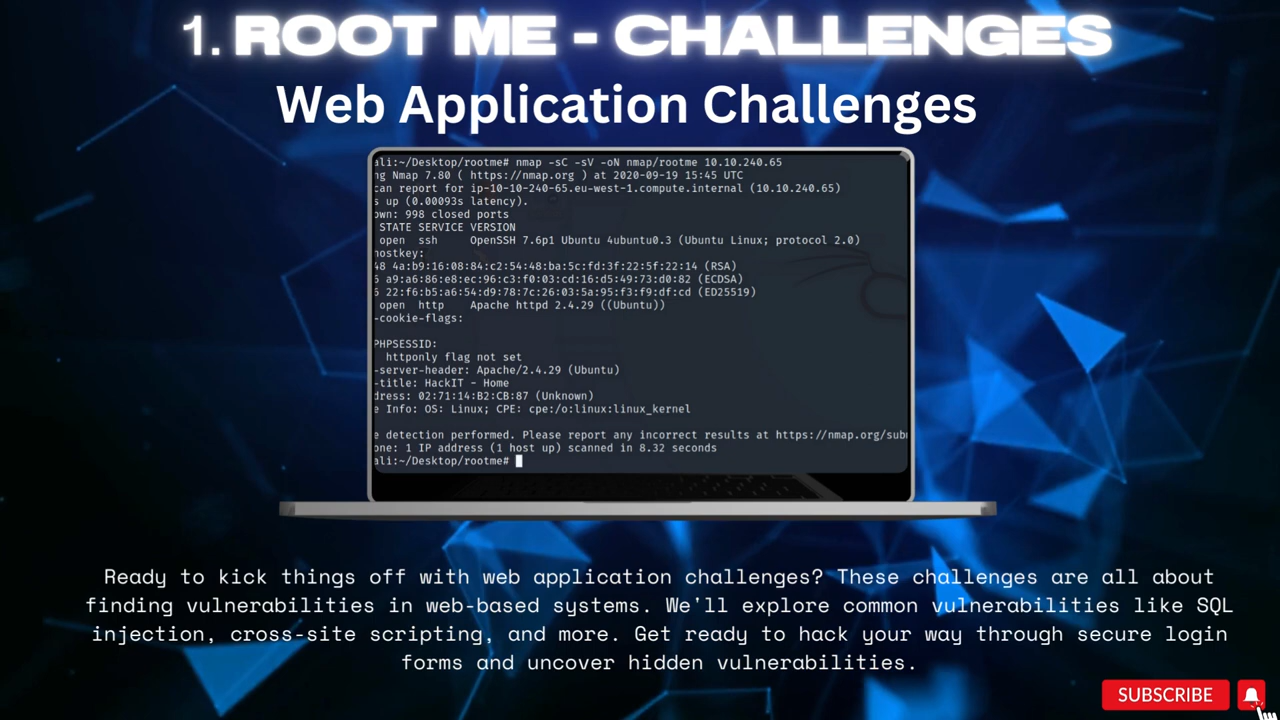 1. ROOT ME - CHALLENGES
Web Application Challenges
ali:~/Desktop/rootme# nmap -sC -sV -oN nmap/rootme 10.10.240.65
ng Nmap 7.80 ( https://nmap.org ) at 2020-09-19 15:45 UTC
can report for ip-10-10-240-65.eu-west-1.compute.internal (10.10.240.65)
s up (0.00093s latency).
own: 998 closed ports
STATE SERVICE VERSION
open ssh OpenSSH 7.6p1 Ubuntu 4ubuntu0.3 (Ubuntu Linux; protocol 2.0)
hostkey:
48 4a:b9:16:08:84:c2:54:48:ba:5c:fd:3f:22:5f:22:14 (RSA)
6 a9:a6:86:e8:ec:96:c3:f0:03:cd:16:d5:49:73:d0:82 (ECDSA)
6 22:f6:b5:a6:54:d9:78:7c:26:03:5a:95:f3:f9:df:cd (ED25519)
open http Apache httpd 2.4.29 ((Ubuntu))
-cookie-flags:
PHPSESSID:
httponly flag not set
-server-header: Apache/2.4.29 (Ubuntu)
-title: HackIT - Home
dress: 02:71:14:B2:CB:87 (Unknown)
e Info: OS: Linux; CPE: cpe:/o:linux:linux_kernel
e detection performed. Please report any incorrect results at https://nmap.org/subm
one: 1 IP address (1 host up) scanned in 8.32 seconds
ali:~/Desktop/rootme#
Ready to kick things off with web application challenges? These challenges are all about
finding vulnerabilities in web-based systems. We'll explore common vulnerabilities like SQL
injection, cross-site scripting, and more. Get ready to hack your way through secure login
forms and uncover hidden vulnerabilities.
SUBSCRIBE